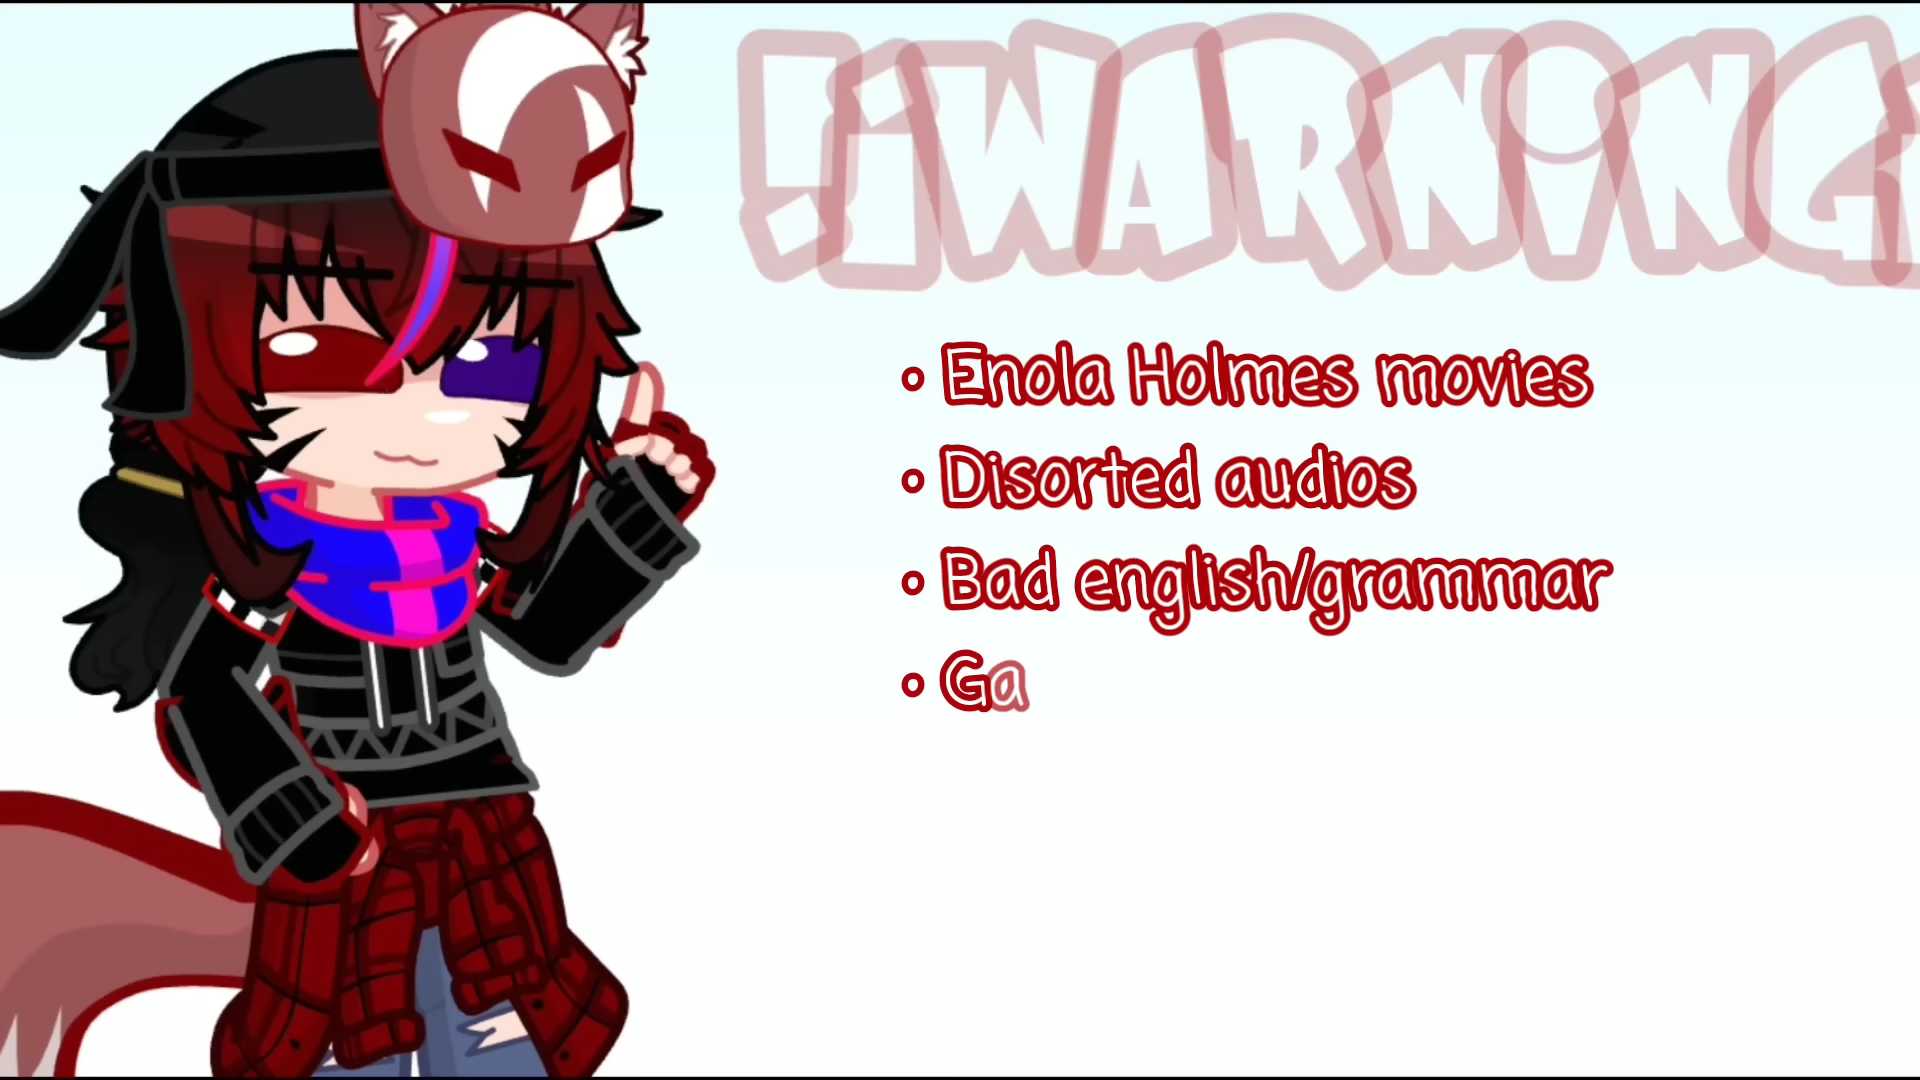 !¡WARNiNG
• Enola Holmes movies
• Disorted audios
• Bad english/grammar
• Ga